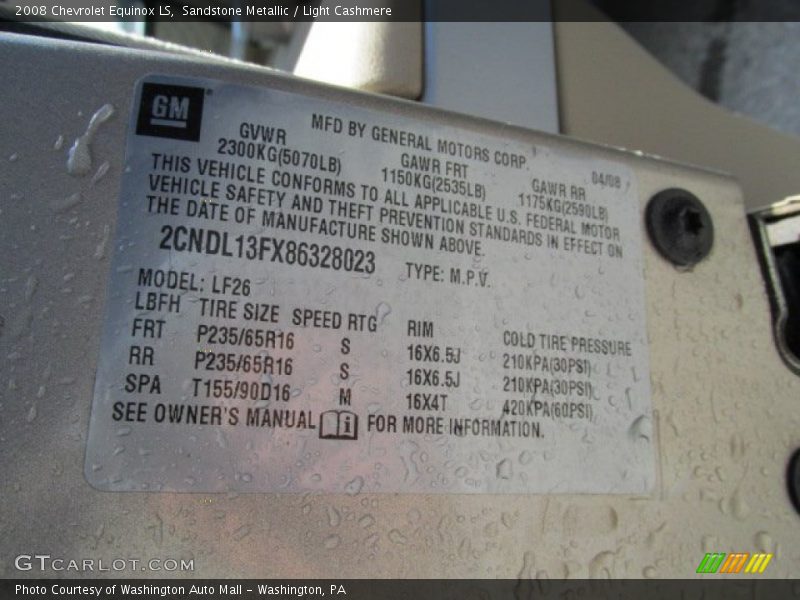 2008 Chevrolet Equinox LS, Sandstone Metallic / Light Cashmere
GM
MFD BY GENERAL MOTORS CORP. 04/08
GVWR GAWR FRT GAWR RR
2300KG(5070LB) 1150KG(2535LB) 1175KG(2590LB)
THIS VEHICLE CONFORMS TO ALL APPLICABLE U.S. FEDERAL MOTOR
VEHICLE SAFETY AND THEFT PREVENTION STANDARDS IN EFFECT ON
THE DATE OF MANUFACTURE SHOWN ABOVE.
2CNDL13FX86328023 TYPE: M.P.V.
MODEL: LF26
LBFH TIRE SIZE SPEED RTG RIM COLD TIRE PRESSURE
FRT P235/65R16 S 16X6.5J 210KPA(30PSI)
RR P235/65R16 S 16X6.5J 210KPA(30PSI)
SPA T155/90D16 M 16X4T 420KPA(60PSI)
SEE OWNER'S MANUAL i FOR MORE INFORMATION.
GTCARLOT.COM
Photo Courtesy of Washington Auto Mall - Washington, PA